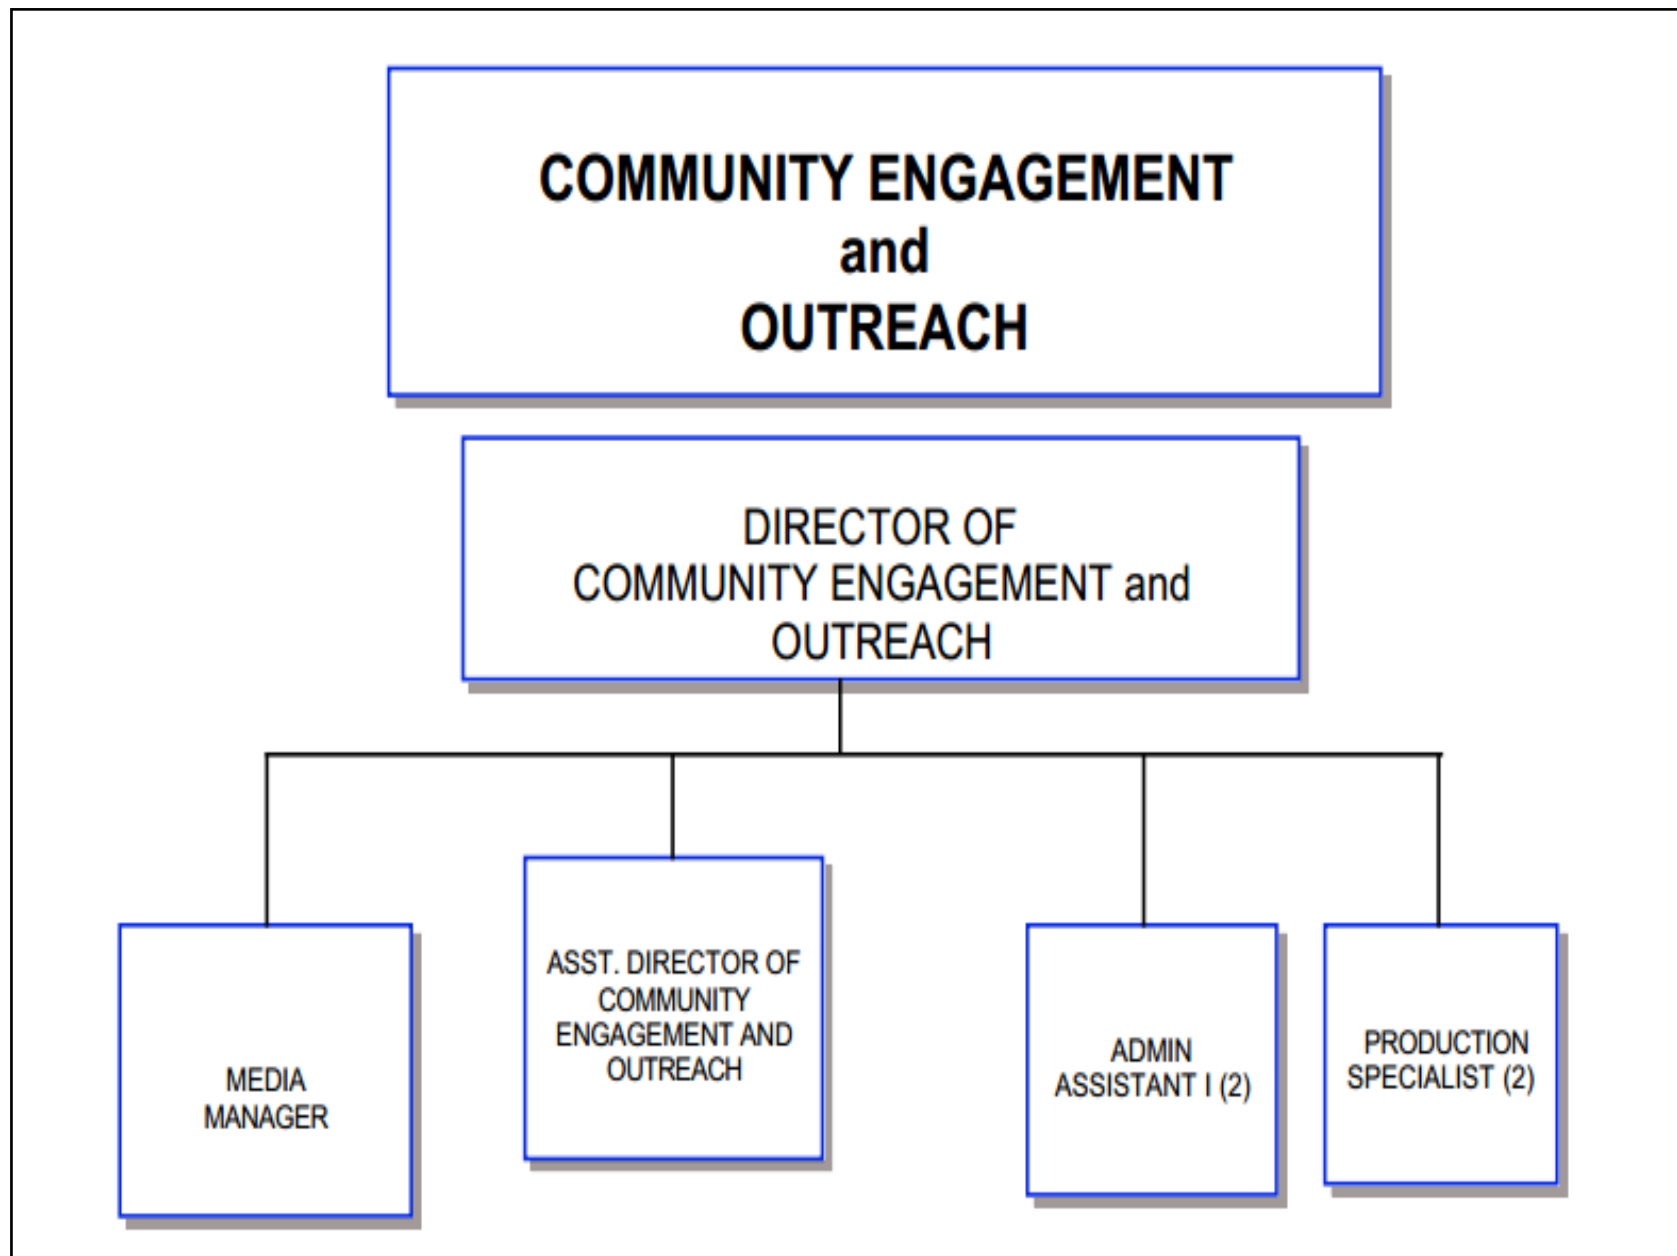 COMMUNITY ENGAGEMENT
and
OUTREACH
DIRECTOR OF
COMMUNITY ENGAGEMENT and
OUTREACH
MEDIA
MANAGER
ASST. DIRECTOR OF
COMMUNITY
ENGAGEMENT AND
OUTREACH
ADMIN
ASSISTANT I (2)
PRODUCTION
SPECIALIST (2)